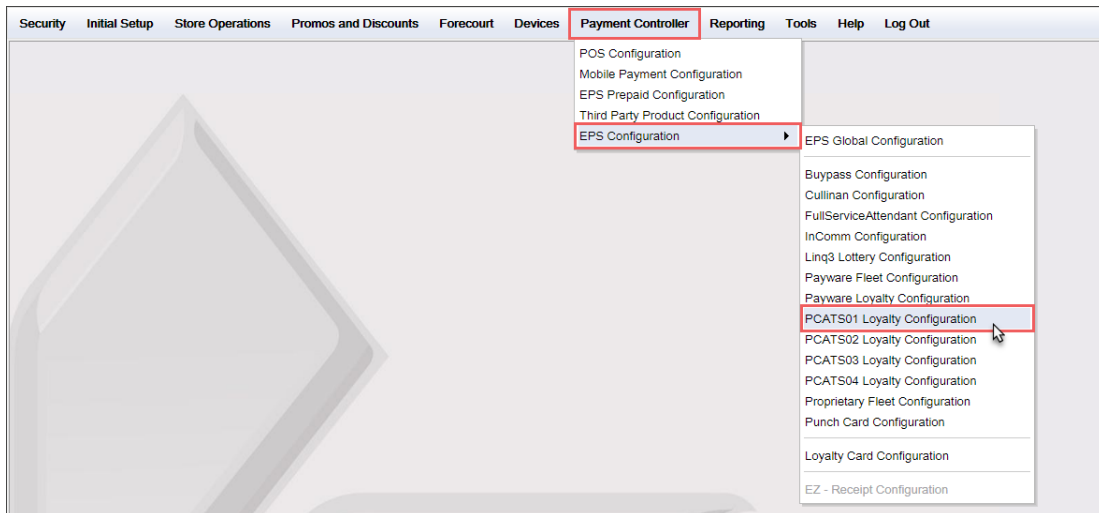 Security Initial Setup Store Operations Promos and Discounts Forecourt Devices Payment Controller Reporting Tools Help Log Out
POS Configuration
Mobile Payment Configuration
EPS Prepaid Configuration
Third Party Product Configuration
EPS Configuration
EPS Global Configuration
Buypass Configuration
Cullinan Configuration
FullServiceAttendant Configuration
InComm Configuration
Linq3 Lottery Configuration
Payware Fleet Configuration
Payware Loyalty Configuration
PCATS01 Loyalty Configuration
PCATS02 Loyalty Configuration
PCATS03 Loyalty Configuration
PCATS04 Loyalty Configuration
Proprietary Fleet Configuration
Punch Card Configuration
Loyalty Card Configuration
EZ - Receipt Configuration